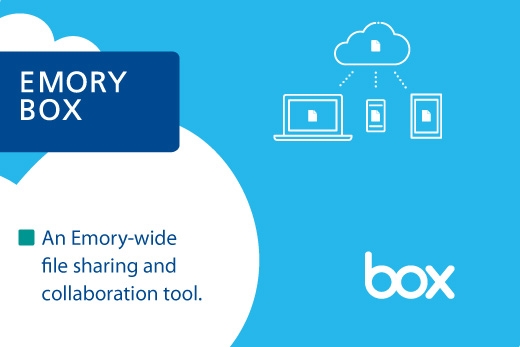 EMORY
BOX
An Emory-wide
file sharing and
collaboration tool.
box